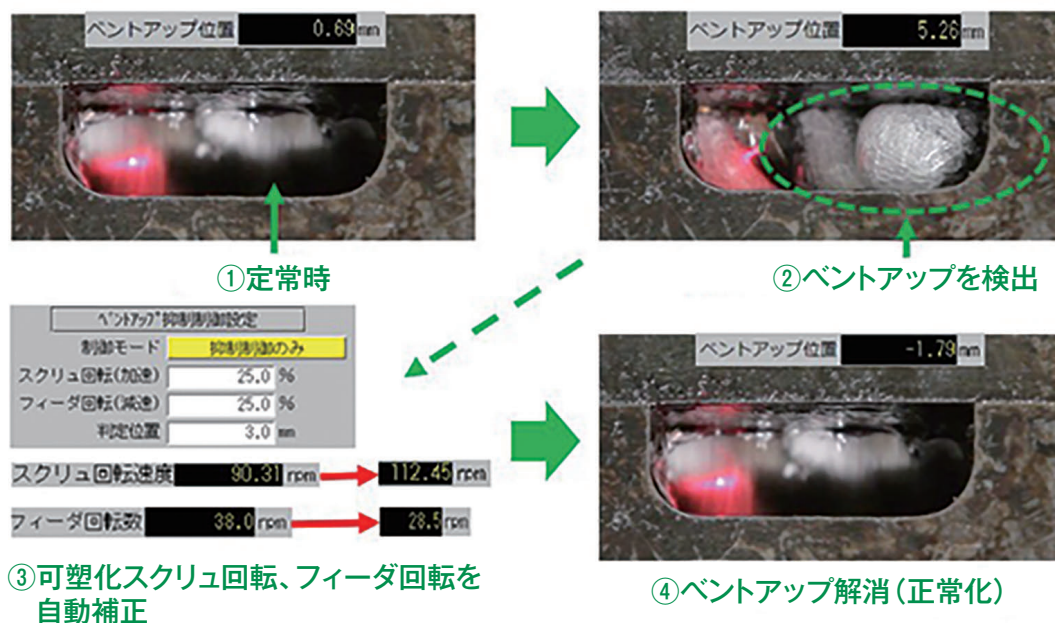 ベントアップ位置 0.69 mm
①定常時
ベントアップ位置 5.26 mm
②ベントアップを検出
ベントアップ抑制制御設定
制御モード 抑制制御のみ
スクリュ回転(加速) 25.0 %
フィーダ回転(減速) 25.0 %
判定位置 3.0 mm
スクリュ回転速度 90.31 rpm 112.45 rpm
フィーダ回転数 38.0 rpm 28.5 rpm
③可塑化スクリュ回転、フィーダ回転を
自動補正
ベントアップ位置 -1.79 mm
④ベントアップ解消(正常化)